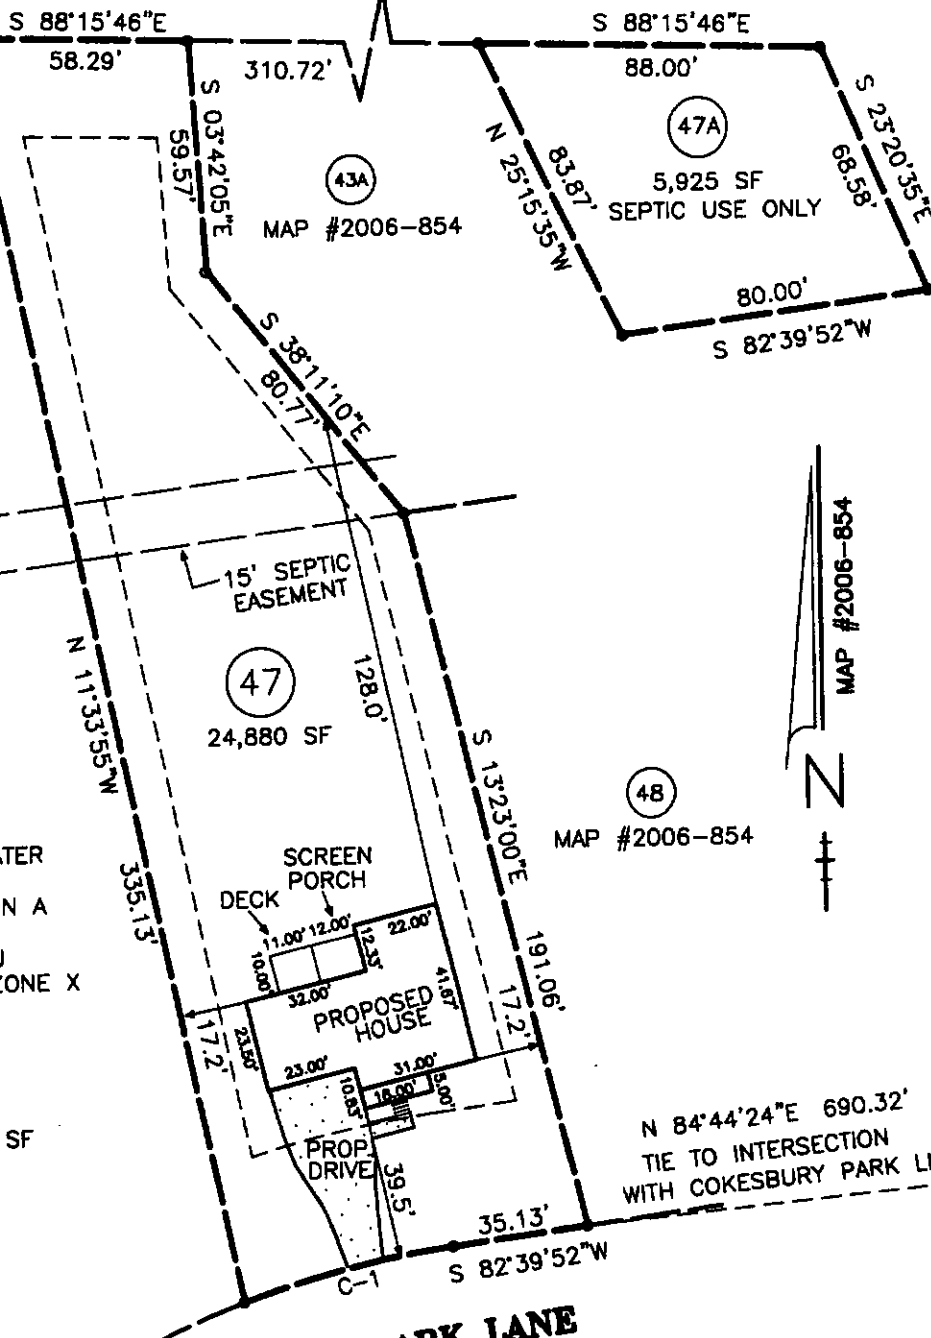 S 88°15'46"E
58.29'
310.72'
S 88°15'46"E
88.00'
S 03°42'05"E
59.57'
43A
MAP #2006-854
N 25°15'35"W
83.87'
47A
5,925 SF
SEPTIC USE ONLY
S 23°20'35"E
68.58'
80.00'
S 82°39'52"W
S 38°11'10"E
80.77'
15' SEPTIC
EASEMENT
MAP #2006-854
N
47
24,880 SF
128.0'
N 11°33'55"W
335.13'
S 13°23'00"E
191.06'
48
MAP #2006-854
ATER
N A
ZONE X
SF
SCREEN
PORCH
DECK
11.00'
12.00'
22.00'
10.00'
12.33'
32.00'
41.67'
PROPOSED
HOUSE
17.2'
17.2'
23.50'
23.00'
31.00'
10.83'
18.00'
5.00'
PROP.
DRIVE
39.5'
N 84°44'24"E 690.32'
TIE TO INTERSECTION
WITH COKESBURY PARK L
35.13'
S 82°39'52"W
C-1
ARK LANE